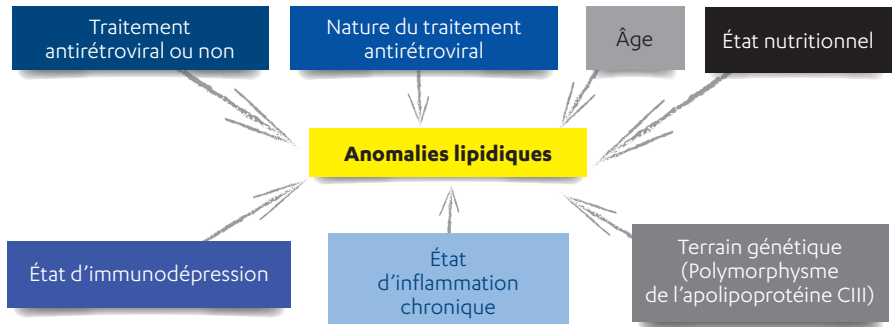 Traitement
antirétroviral ou non
Nature du traitement
antirétroviral
Âge
État nutritionnel
Anomalies lipidiques
État d'immunodépression
État
d'inflammation
chronique
Terrain génétique
(Polymorphysme
de l'apolipoprotéine CIII)